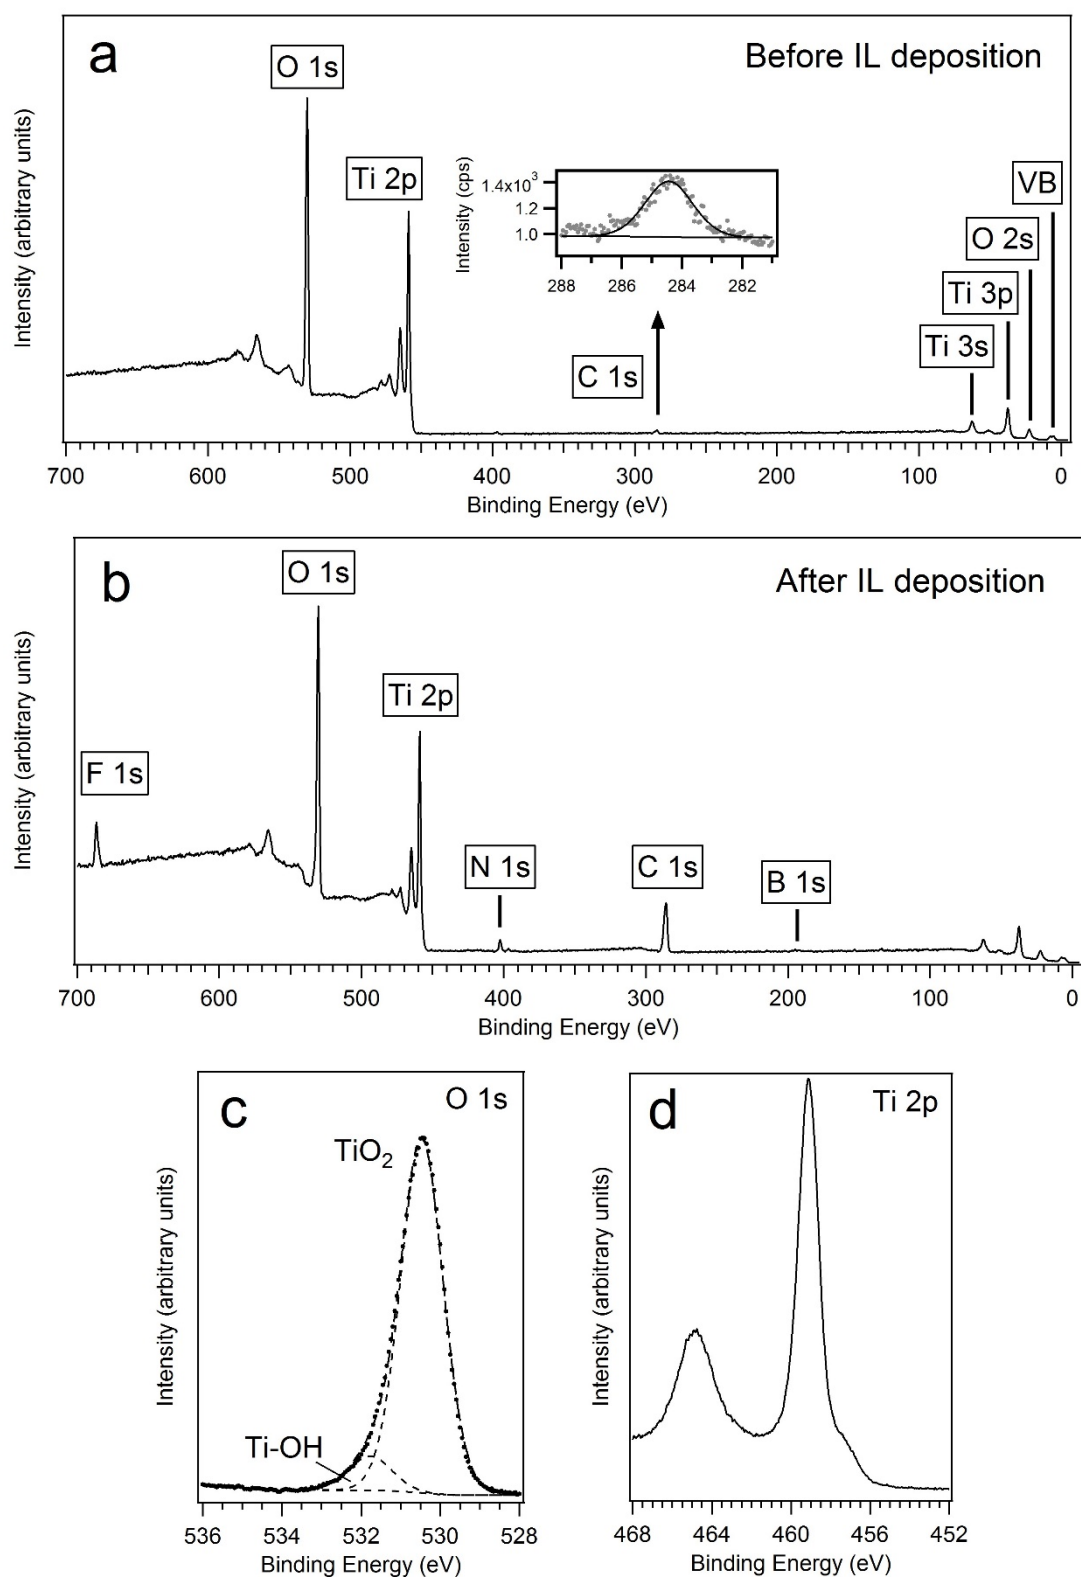 a
Before IL deposition
O 1s
Ti 2p
C 1s
Ti 3s
Ti 3p
O 2s
VB
Intensity (cps)
1.4x10³
1.2
1.0
288 286 284 282
Intensity (arbitrary units)
700 600 500 400 300 200 100 0
Binding Energy (eV)
b
After IL deposition
F 1s
O 1s
Ti 2p
N 1s
C 1s
B 1s
Intensity (arbitrary units)
700 600 500 400 300 200 100 0
Binding Energy (eV)
c
O 1s
TiO₂
Ti-OH
Intensity (arbitrary units)
536 534 532 530 528
Binding Energy (eV)
d
Ti 2p
Intensity (arbitrary units)
468 464 460 456 452
Binding Energy (eV)